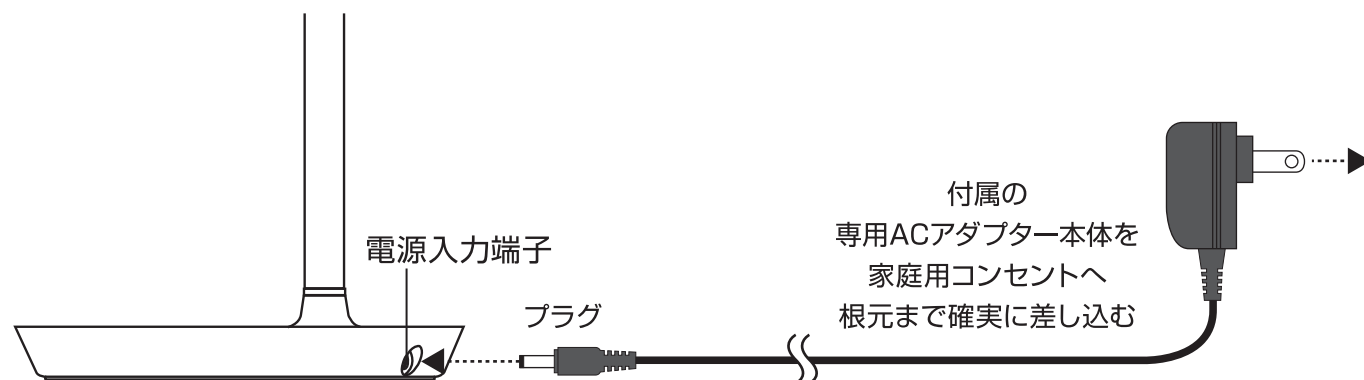 電源入力端子
プラグ
付属の
専用ACアダプター本体を
家庭用コンセントへ
根元まで確実に差し込む